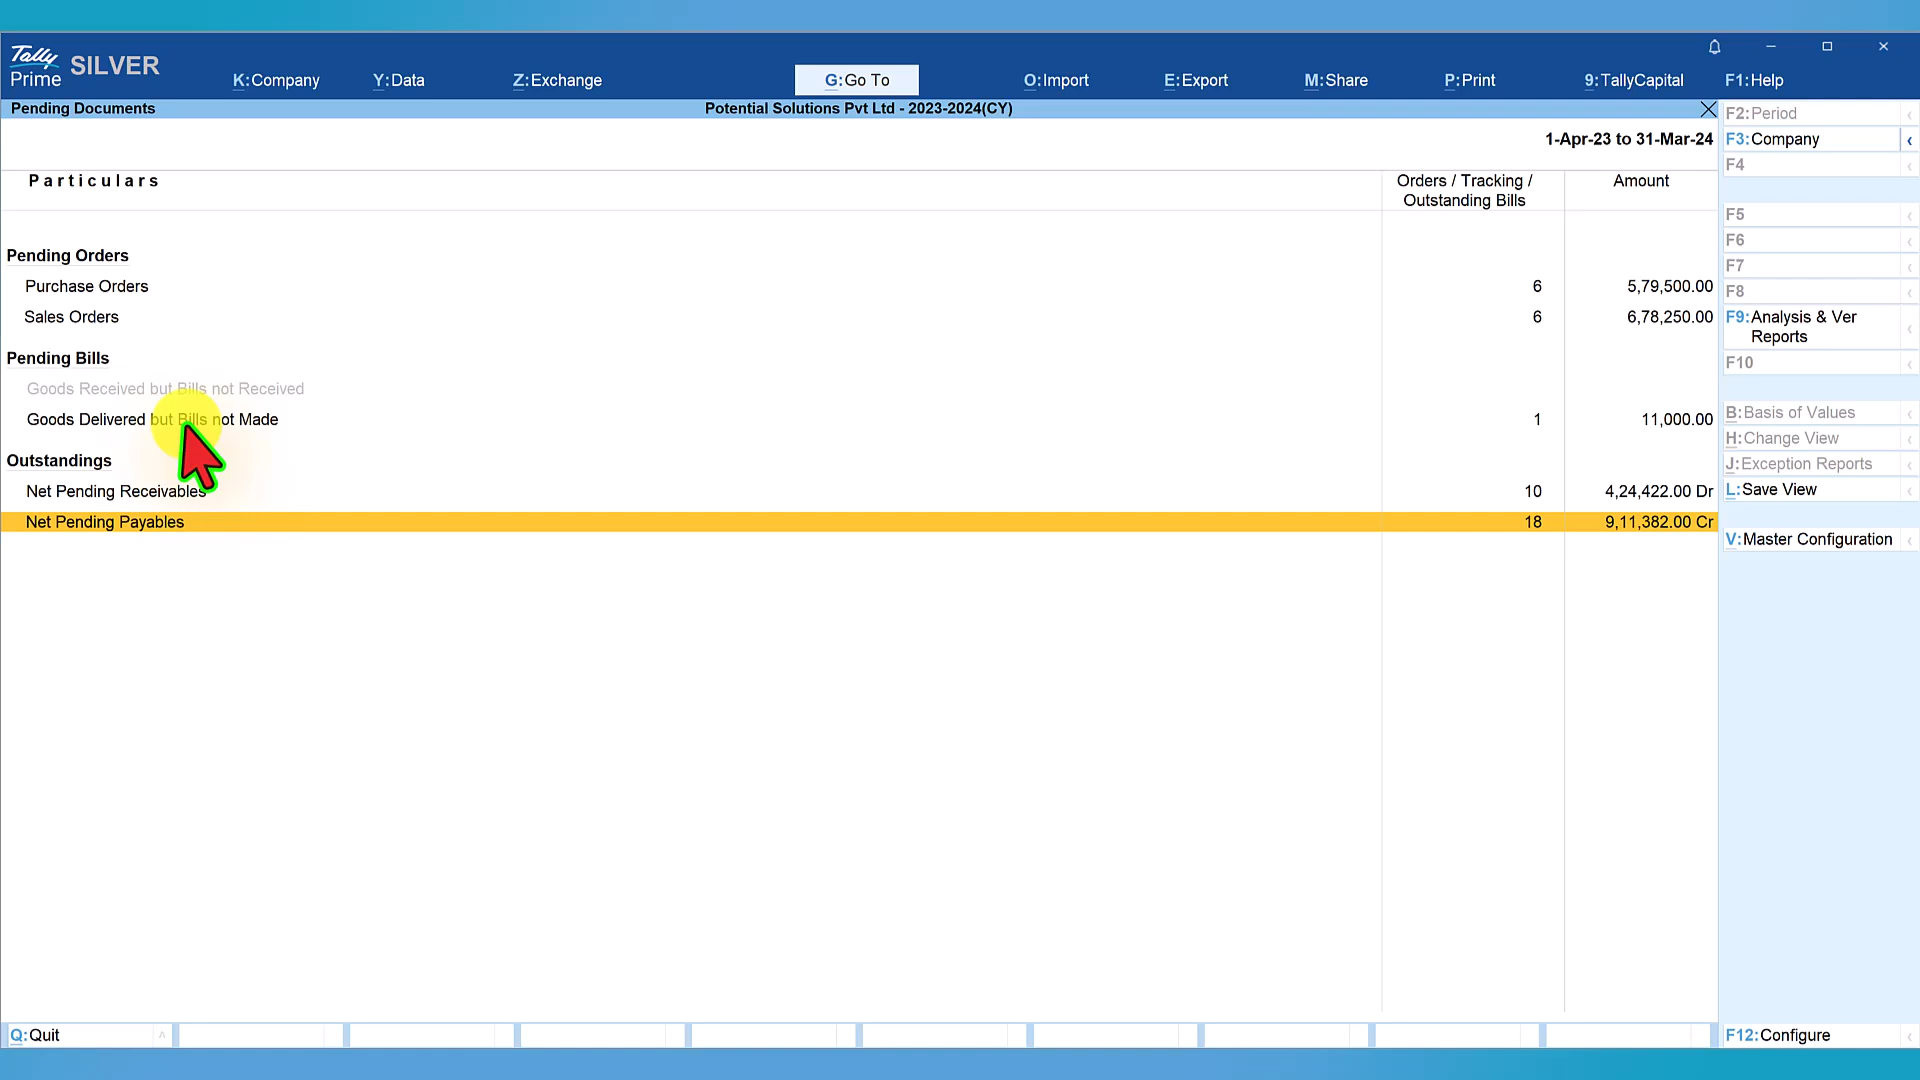 Tally
Prime SILVER
K:Company Y:Data Z:Exchange G:Go To O:Import E:Export M:Share P:Print 9:TallyCapital F1:Help
Pending Documents Potential Solutions Pvt Ltd - 2023-2024(CY)
1-Apr-23 to 31-Mar-24
Particulars Orders / Tracking / Amount
Outstanding Bills
Pending Orders
Purchase Orders 6 5,79,500.00
Sales Orders 6 6,78,250.00
Pending Bills
Goods Received but Bills not Received
Goods Delivered but Bills not Made 1 11,000.00
Outstandings
Net Pending Receivables 10 4,24,422.00 Dr
Net Pending Payables 18 9,11,382.00 Cr
F2:Period
F3:Company
F4
F5
F6
F7
F8
F9:Analysis & Ver
Reports
F10
B:Basis of Values
H:Change View
J:Exception Reports
L:Save View
V:Master Configuration
Q:Quit F12:Configure